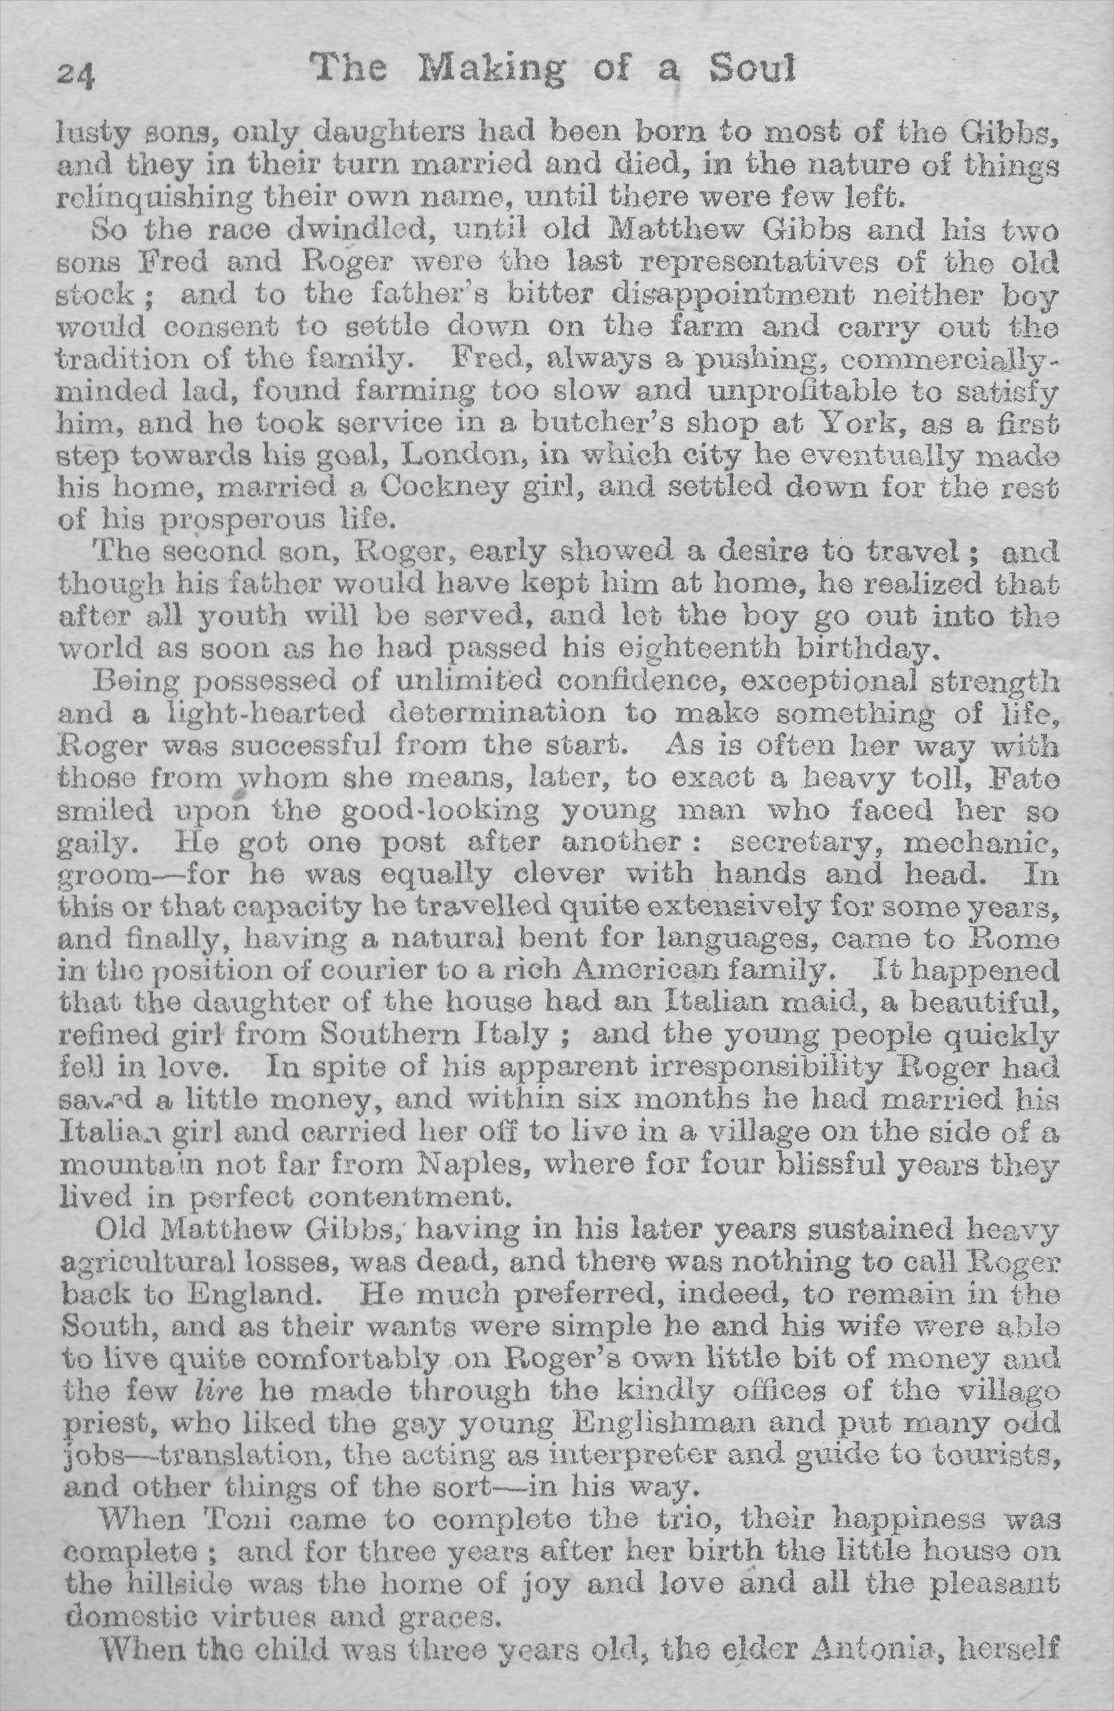 24 The Making of a Soul
lusty sons, only daughters had been born to most of the Gibbs,
and they in their turn married and died, in the nature of things
relinquishing their own name, until there were few left.
So the race dwindled, until old Matthew Gibbs and his two
sons Fred and Roger were the last representatives of the old
stock ; and to the father's bitter disappointment neither boy
would consent to settle down on the farm and carry out the
tradition of the family. Fred, always a pushing, commercially-
minded lad, found farming too slow and unprofitable to satisfy
him, and he took service in a butcher's shop at York, as a first
step towards his goal, London, in which city he eventually made
his home, married a Cockney girl, and settled down for the rest
of his prosperous life.
The second son, Roger, early showed a desire to travel ; and
though his father would have kept him at home, he realized that
after all youth will be served, and let the boy go out into the
world as soon as he had passed his eighteenth birthday.
Being possessed of unlimited confidence, exceptional strength
and a light-hearted determination to make something of life,
Roger was successful from the start. As is often her way with
those from whom she means, later, to exact a heavy toll, Fate
smiled upon the good-looking young man who faced her so
gaily. He got one post after another : secretary, mechanic,
groom—for he was equally clever with hands and head. In
this or that capacity he travelled quite extensively for some years,
and finally, having a natural bent for languages, came to Rome
in the position of courier to a rich American family. It happened
that the daughter of the house had an Italian maid, a beautiful,
refined girl from Southern Italy ; and the young people quickly
fell in love. In spite of his apparent irresponsibility Roger had
saved a little money, and within six months he had married his
Italian girl and carried her off to live in a village on the side of a
mountain not far from Naples, where for four blissful years they
lived in perfect contentment.
Old Matthew Gibbs, having in his later years sustained heavy
agricultural losses, was dead, and there was nothing to call Roger
back to England. He much preferred, indeed, to remain in the
South, and as their wants were simple he and his wife were able
to live quite comfortably on Roger's own little bit of money and
the few lire he made through the kindly offices of the village
priest, who liked the gay young Englishman and put many odd
jobs—translation, the acting as interpreter and guide to tourists,
and other things of the sort—in his way.
When Toni came to complete the trio, their happiness was
complete ; and for three years after her birth the little house on
the hillside was the home of joy and love and all the pleasant
domestic virtues and graces.
When the child was three years old, the elder Antonia, herself